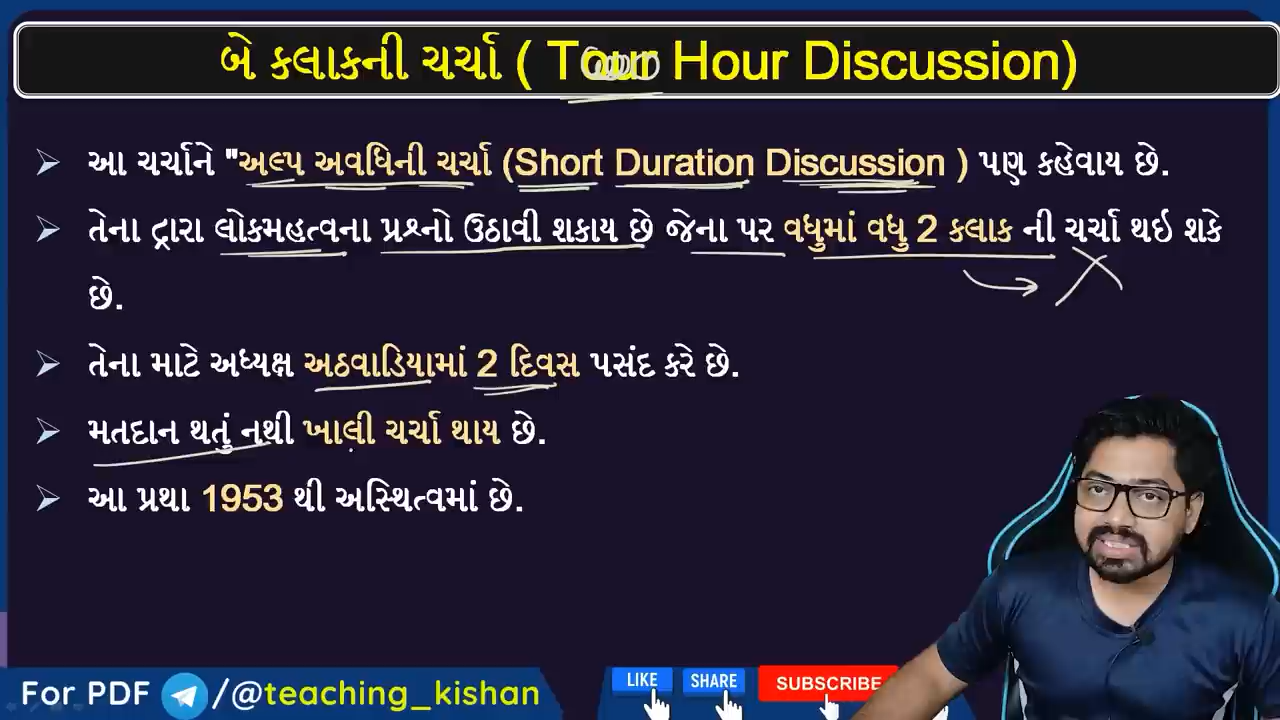 બે કલાકની ચર્ચા ( Tour Hour Discussion)
➢ આ ચર્ચાને "અલ્પ અવધિની ચર્ચા (Short Duration Discussion ) પણ કહેવાય છે.
➢ તેના દ્રારા લોકમહત્વના પ્રશ્નો ઉઠાવી શકાય છે જેના પર વધુમાં વધુ 2 કલાક ની ચર્ચા થઇ શકે
છે.
➢ તેના માટે અધ્યક્ષ અઠવાડિયામાં 2 દિવસ પસંદ કરે છે.
➢ મતદાન થતું નથી ખાલી ચર્ચા થાય છે.
➢ આ પ્રથા 1953 થી અસ્થિત્વમાં છે.
For PDF /@teaching_kishan
LIKE SHARE SUBSCRIBE